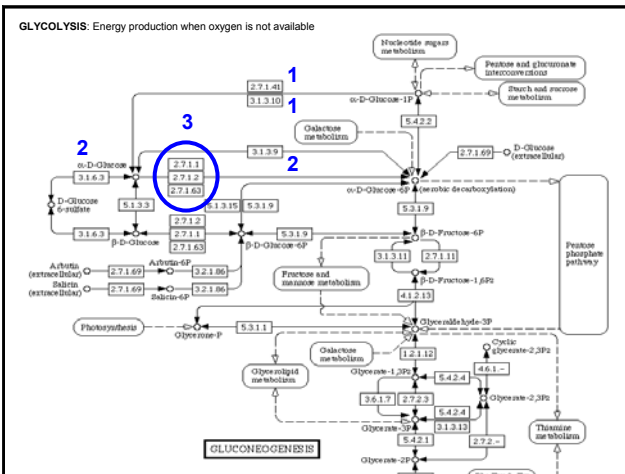 GLYCOLYSIS: Energy production when oxygen is not available
Nucleotide sugars
metabolism
Pentose and glucuronate
interconversions
Starch and sucrose
metabolism
1
2.7.1.41
3.1.3.10
1
α-D-Glucose-1P
3
Galactose
metabolism
5.4.2.2
2
α-D-Glucose
3.1.6.3
2.7.1.1
2.7.1.2
2.7.1.63
3.1.3.9
2
2.7.1.69
D-Glucose
(extracellular)
α-D-Glucose-6P
(aerobic decarboxylation)
D-Glucose
6-sulfate
5.1.3.3
5.1.3.15
5.3.1.9
5.3.1.9
3.1.6.3
β-D-Glucose
2.7.1.2
2.7.1.1
2.7.1.63
β-D-Glucose-6P
β-D-Fructose-6P
Pentose
phosphate
pathway
3.1.3.11
2.7.1.11
Arbutin
(extracellular)
2.7.1.69
Arbutin-6P
3.2.1.86
Salicin
(extracellular)
2.7.1.69
Salicin-6P
3.2.1.86
Fructose and
mannose metabolism
β-D-Fructose-1,6P2
4.1.2.13
Photosynthesis
Glycerone-P
5.3.1.1
Glyceraldehyde-3P
Galactose
metabolism
1.2.1.12
Cyclic
glycerate-2,3P2
4.6.1.-
Glycerolipid
metabolism
Glycerate-1,3P2
5.4.2.4
3.6.1.7
2.7.2.3
Glycerate-2,3P2
5.4.2.4
3.1.3.13
Glycerate-3P
Thiamine
metabolism
GLUCONEOGENESIS
5.4.2.1
2.7.2.-
Glycerate-2P